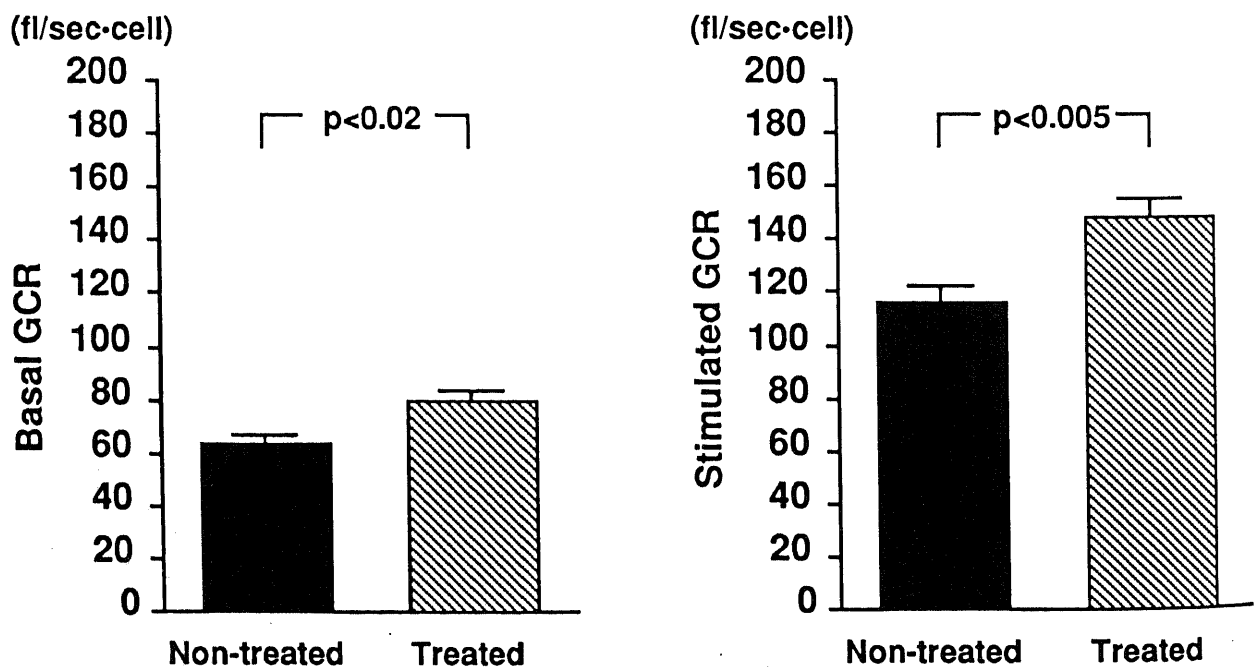 (fl/sec·cell)
200
180
160
140
120
100
80
60
40
20
0
Basal GCR
p<0.02
Non-treated Treated
(fl/sec·cell)
200
180
160
140
120
100
80
60
40
20
0
Stimulated GCR
p<0.005
Non-treated Treated